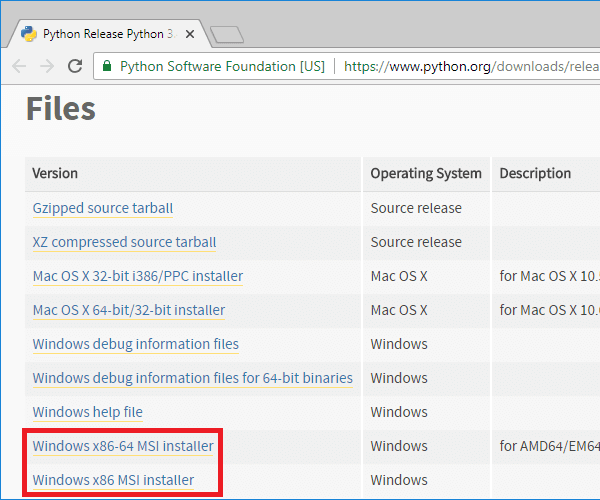 Python Release Python 3
Python Software Foundation [US] https://www.python.org/downloads/relea
Files
Version Operating System Description
Gzipped source tarball Source release
XZ compressed source tarball Source release
Mac OS X 32-bit i386/PPC installer Mac OS X for Mac OS X 10.
Mac OS X 64-bit/32-bit installer Mac OS X for Mac OS X 10.
Windows debug information files Windows
Windows debug information files for 64-bit binaries Windows
Windows help file Windows
Windows x86-64 MSI installer Windows for AMD64/EM64
Windows x86 MSI installer Windows